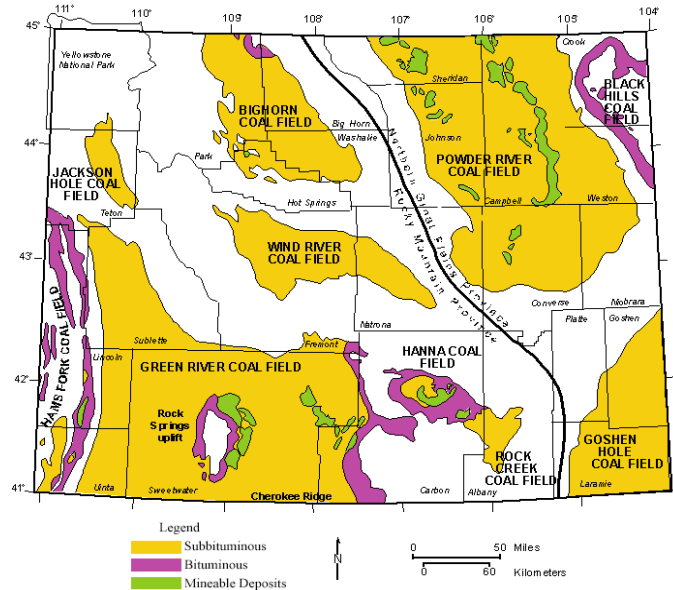 111°
110°
109°
108°
107°
106°
105°
104°
45°
Yellowstone
National Park
Crook
Sheridan
BLACK
HILLS
COAL
FIELD
BIGHORN
COAL FIELD
Big Horn
Washakie
Johnson
44°
Park
POWDER RIVER
COAL FIELD
JACKSON
HOLE COAL
FIELD
Northern Great Plains Province
Rocky Mountain Province
Hot Springs
Campbell
Weston
Teton
43°
WIND RIVER
COAL FIELD
Converse
Niobrara
Platte
Goshen
Natrona
HAMS FORK COAL FIELD
Sublette
Fremont
Lincoln
GREEN RIVER COAL FIELD
HANNA COAL
FIELD
42°
Rock
Springs
uplift
GOSHEN
HOLE
COAL FIELD
ROCK
CREEK
COAL FIELD
41°
Uinta
Sweetwater
Cherokee Ridge
Carbon
Albany
Laramie
Legend
Subbituminous
Bituminous
Mineable Deposits
N
0 50 Miles
0 60 Kilometers